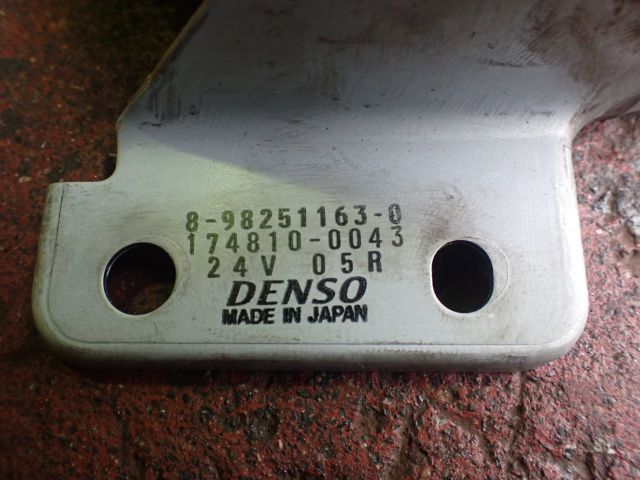 8-98251163-0
174810-0043
24V 05R
DENSO
MADE IN JAPAN